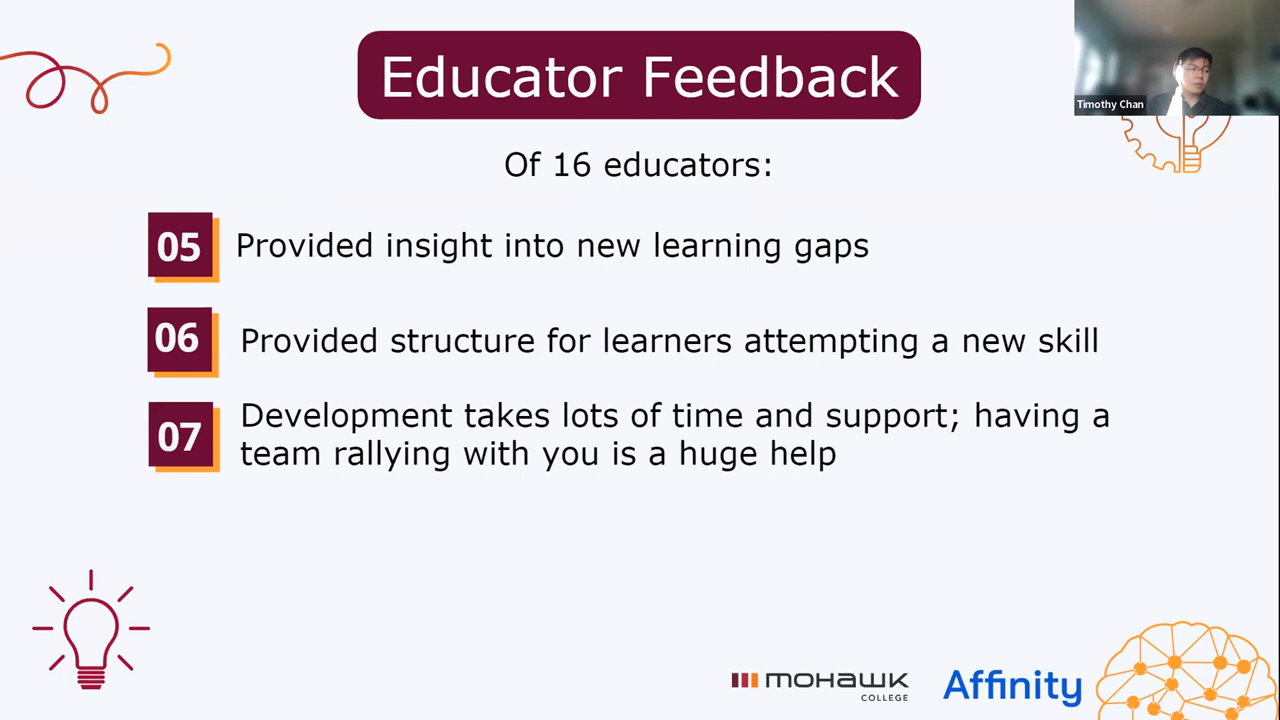 Educator Feedback
Timothy Chan
Of 16 educators:
05 Provided insight into new learning gaps
06 Provided structure for learners attempting a new skill
07 Development takes lots of time and support; having a
team rallying with you is a huge help
mohawk
COLLEGE
Affinity